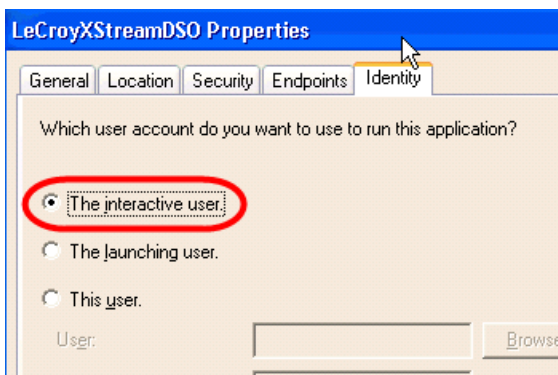 LeCroyXStreamDSO Properties
General Location Security Endpoints Identity
Which user account do you want to use to run this application?
The interactive user.
The launching user.
This user.
User: Browse